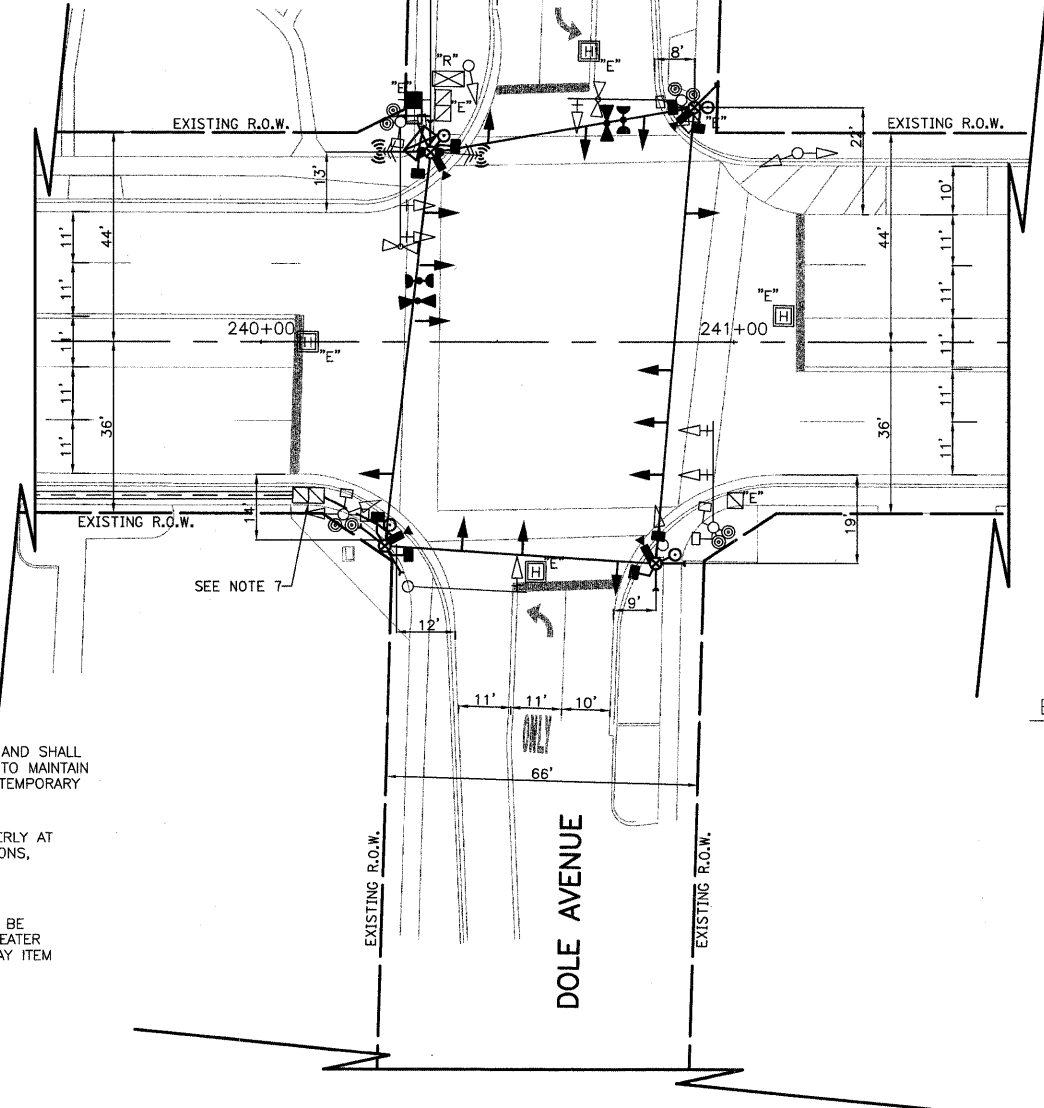 "R"
"E"
"E"
"E"
8'
"E"
EXISTING R.O.W.
EXISTING R.O.W.
13'
22'
44'
11'
11'
11'
11'
11'
36'
10'
44'
11'
11'
11'
11'
11'
36'
240+00
H
"E"
H
"E"
241+00
H
"E"
EXISTING R.O.W.
14'
19'
"E"
SEE NOTE 7
H
"E"
12'
9'
11'
11'
10'
ONLY
66'
EXISTING R.O.W.
DOLE AVENUE
EXISTING R.O.W.
AND SHALL
TO MAINTAIN
TEMPORARY
ERLY AT
ONS,
BE
EATER
AY ITEM